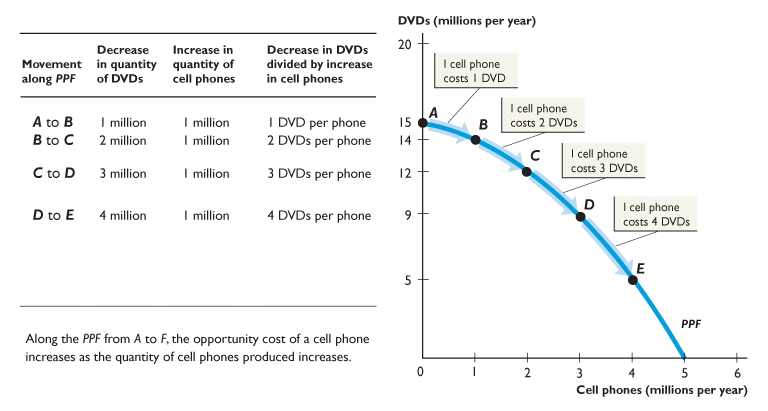 Movement along PPF | Decrease in quantity of DVDs | Increase in quantity of cell phones | Decrease in DVDs divided by increase in cell phones
A to B 1 million 1 million 1 DVD per phone
B to C 2 million 1 million 2 DVDs per phone
C to D 3 million 1 million 3 DVDs per phone
D to E 4 million 1 million 4 DVDs per phone
Along the PPF from A to F, the opportunity cost of a cell phone
increases as the quantity of cell phones produced increases.
DVDs (millions per year)
20
15
14
12
9
5
1 cell phone
costs 1 DVD
1 cell phone
costs 2 DVDs
1 cell phone
costs 3 DVDs
1 cell phone
costs 4 DVDs
A
B
C
D
E
PPF
0 1 2 3 4 5 6
Cell phones (millions per year)